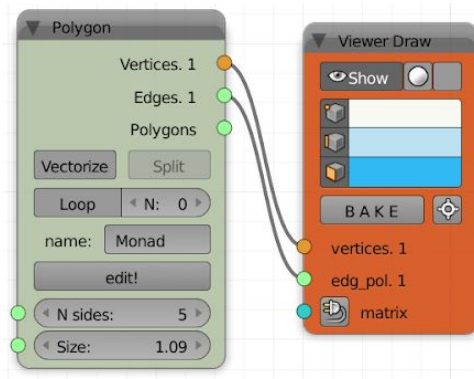 Polygon
Vertices. 1
Edges. 1
Polygons
Vectorize Split
Loop N: 0
name: Monad
edit!
N sides: 5
Size: 1.09
Viewer Draw
Show
BAKE
vertices. 1
edg_pol. 1
matrix